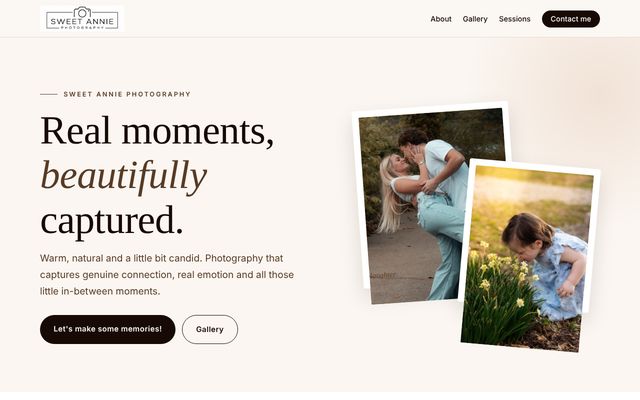 SWEET ANNIE
PHOTOGRAPHY
About
Gallery
Sessions
Contact me
SWEET ANNIE PHOTOGRAPHY
Real moments,
beautifully
captured.
Warm, natural and a little bit candid. Photography that
captures genuine connection, real emotion and all those
little in-between moments.
Let's make some memories!
Gallery